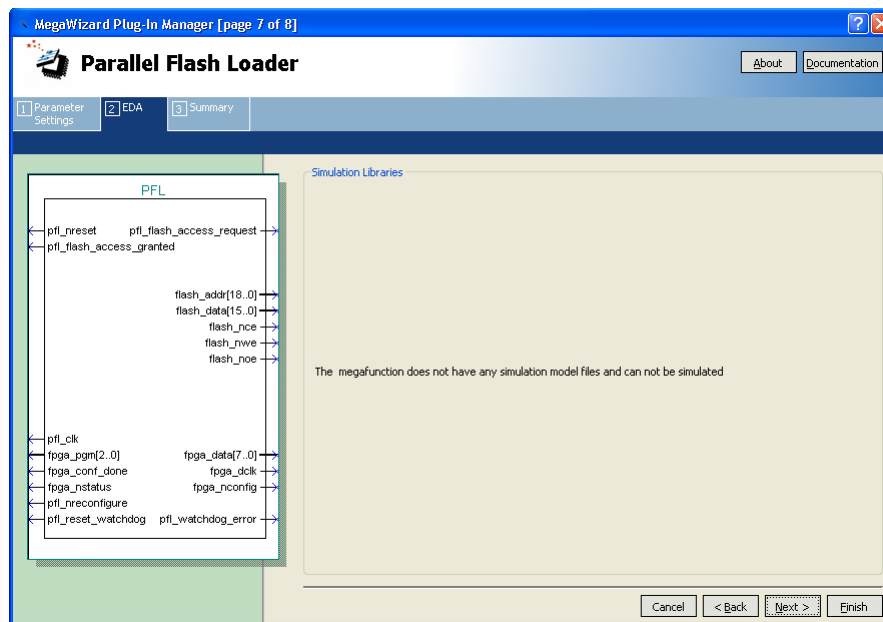 MegaWizard Plug-In Manager [page 7 of 8]
?
Parallel Flash Loader
About
Documentation
1 Parameter Settings
2 EDA
3 Summary
PFL
pfl_nreset pfl_flash_access_request
pfl_flash_access_granted
flash_addr[18..0]
flash_data[15..0]
flash_nce
flash_nwe
flash_noe
pfl_clk
fpga_pgm[2..0] fpga_data[7..0]
fpga_conf_done fpga_dclk
fpga_nstatus fpga_nconfig
pfl_nreconfigure
pfl_reset_watchdog pfl_watchdog_error
Simulation Libraries
The megafunction does not have any simulation model files and can not be simulated
Cancel
< Back
Next >
Finish